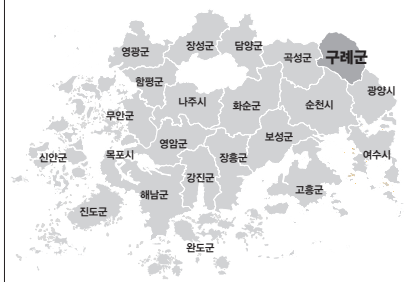 영광군
장성군
담양군
곡성군
구례군
함평군
광양시
나주시
화순군
순천시
무안군
보성군
영암군
신안군
목포시
장흥군
여수시
강진군
해남군
고흥군
진도군
완도군